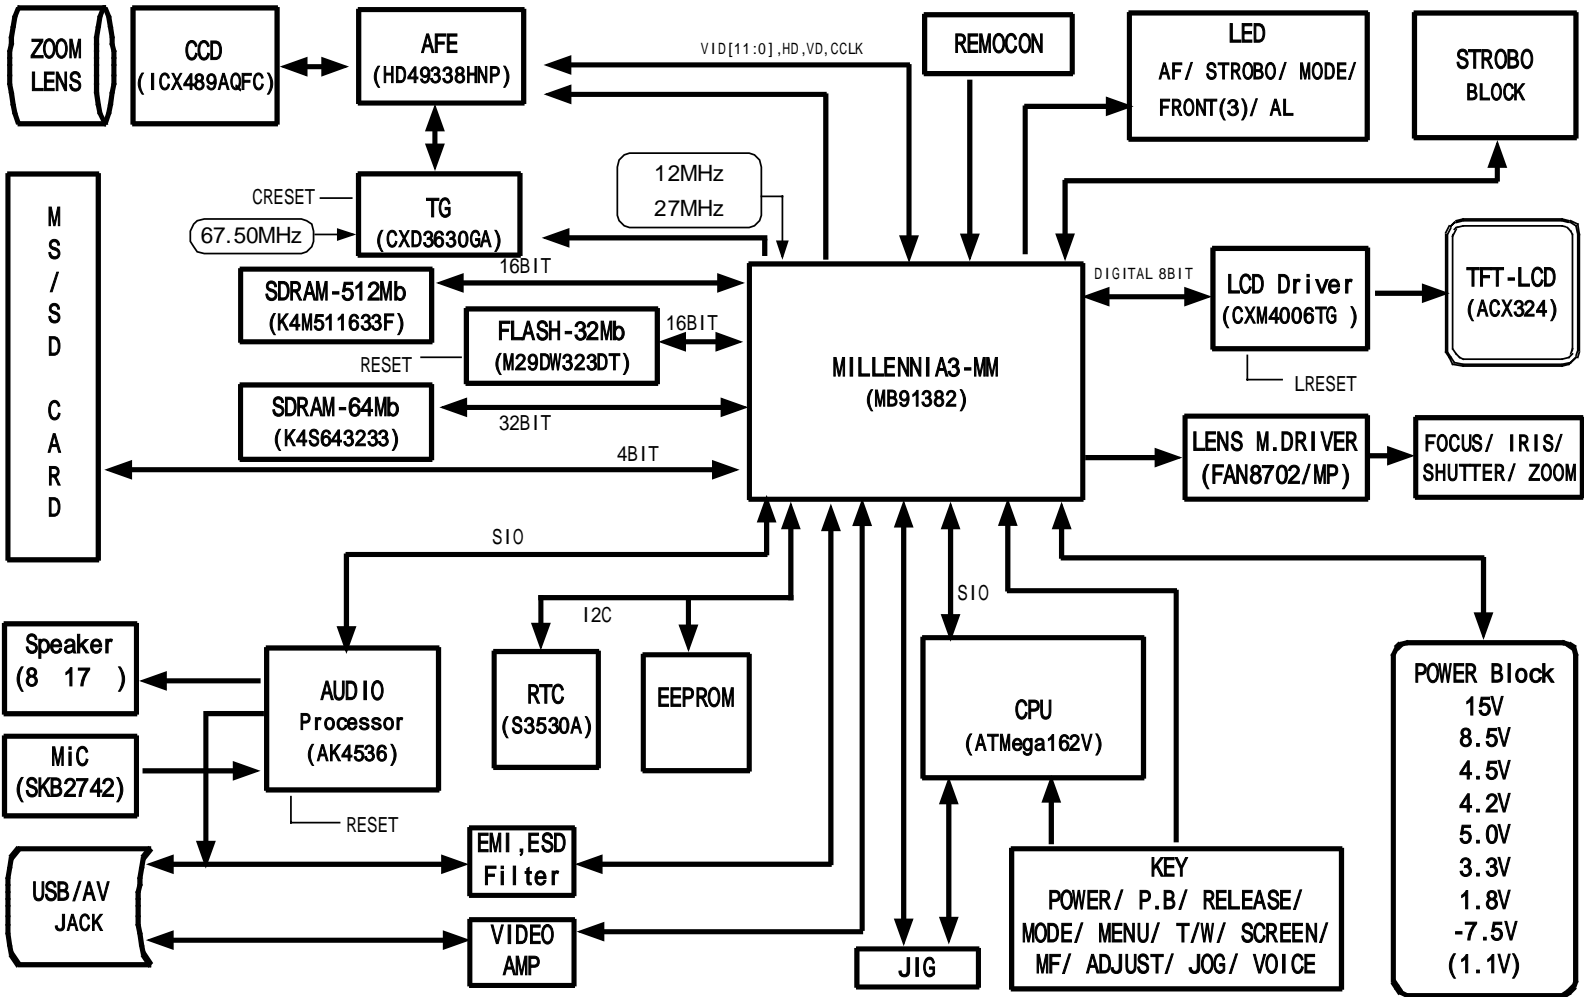 ZOOM
LENS
CCD
(ICX489AQFC)
AFE
(HD49338HNP)
VID[11:0],HD,VD,CCLK
REMOCON
LED
AF/ STROBO/ MODE/
FRONT(3)/ AL
STROBO
BLOCK
MS/SD CARD
CRESET
67.50MHz
TG
(CXD3630GA)
12MHz
27MHz
16BIT
SDRAM-512Mb
(K4M511633F)
FLASH-32Mb
(M29DW323DT)
16BIT
RESET
SDRAM-64Mb
(K4S643233)
32BIT
4BIT
MILLENNIA3-MM
(MB91382)
DIGITAL 8BIT
LCD Driver
(CXM4006TG )
LRESET
TFT-LCD
(ACX324)
LENS M.DRIVER
(FAN8702/MP)
FOCUS/ IRIS/
SHUTTER/ ZOOM
SIO
I2C
SIO
Speaker
(8 17 )
MiC
(SKB2742)
AUDIO
Processor
(AK4536)
RESET
RTC
(S3530A)
EEPROM
CPU
(ATMega162V)
USB/AV
JACK
EMI,ESD
Filter
VIDEO
AMP
JIG
KEY
POWER/ P.B/ RELEASE/
MODE/ MENU/ T/W/ SCREEN/
MF/ ADJUST/ JOG/ VOICE
POWER Block
15V
8.5V
4.5V
4.2V
5.0V
3.3V
1.8V
-7.5V
(1.1V)